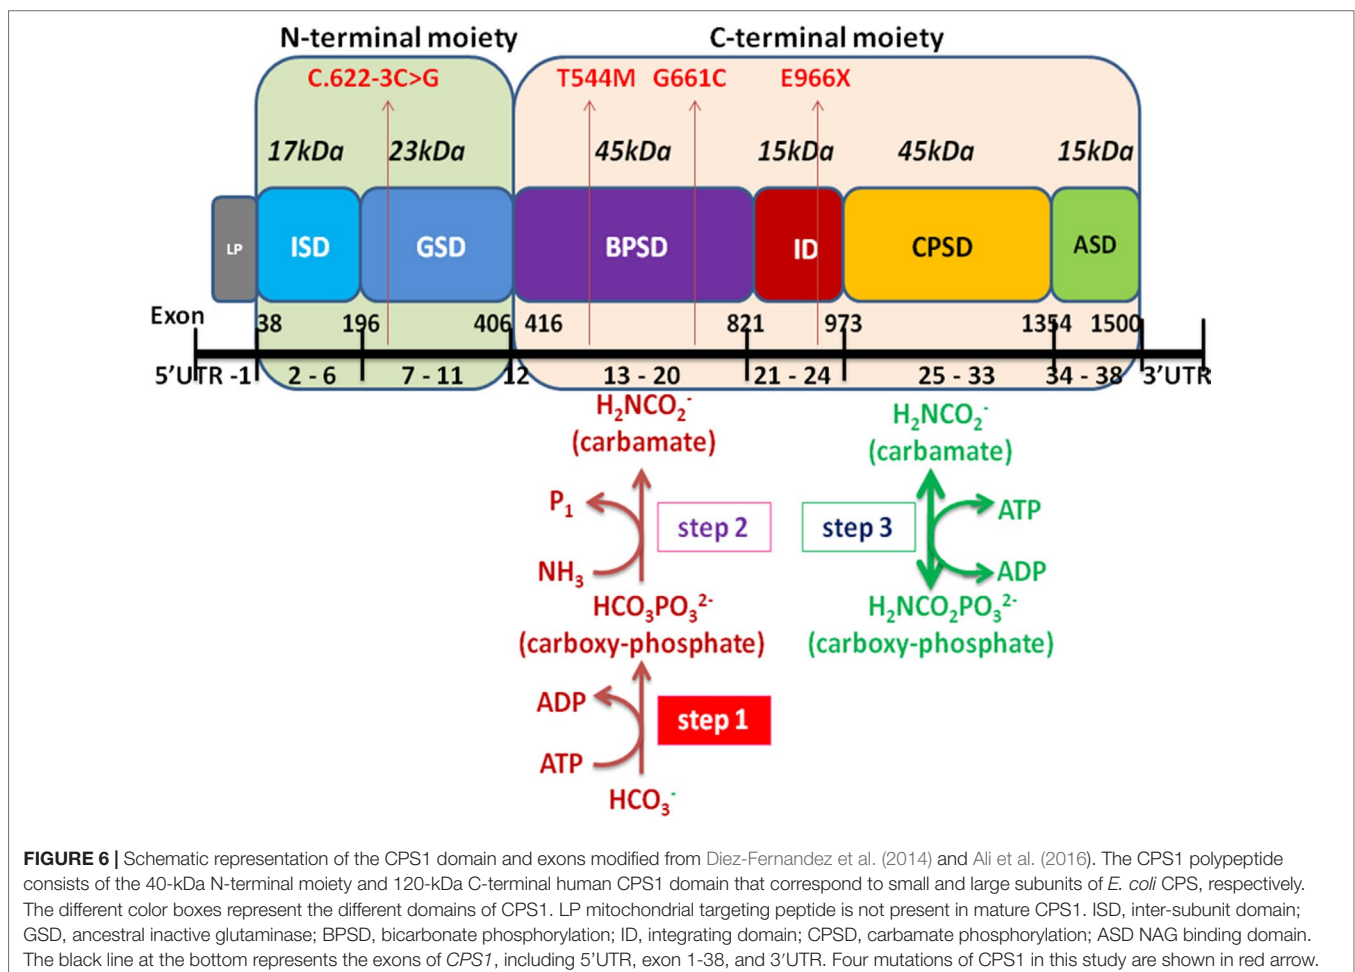 N-terminal moiety C-terminal moiety
C.622-3C>G T544M G661C E966X
17kDa 23kDa 45kDa 15kDa 45kDa 15kDa
LP ISD GSD BPSD ID CPSD ASD
Exon 38 196 406 416 821 973 1354 1500
5'UTR -1 2 - 6 7 - 11 12 13 - 20 21 - 24 25 - 33 34 - 38 3'UTR
H₂NCO₂⁻ H₂NCO₂⁻
(carbamate) (carbamate)
P₁ step 2 step 3 ATP
NH₃ ADP
HCO₃PO₃²⁻ H₂NCO₂PO₃²⁻
(carboxy-phosphate) (carboxy-phosphate)
ADP step 1
ATP
HCO₃⁻
FIGURE 6 | Schematic representation of the CPS1 domain and exons modified from Diez-Fernandez et al. (2014) and Ali et al. (2016). The CPS1 polypeptide
consists of the 40-kDa N-terminal moiety and 120-kDa C-terminal human CPS1 domain that correspond to small and large subunits of E. coli CPS, respectively.
The different color boxes represent the different domains of CPS1. LP mitochondrial targeting peptide is not present in mature CPS1. ISD, inter-subunit domain;
GSD, ancestral inactive glutaminase; BPSD, bicarbonate phosphorylation; ID, integrating domain; CPSD, carbamate phosphorylation; ASD NAG binding domain.
The black line at the bottom represents the exons of CPS1, including 5'UTR, exon 1-38, and 3'UTR. Four mutations of CPS1 in this study are shown in red arrow.